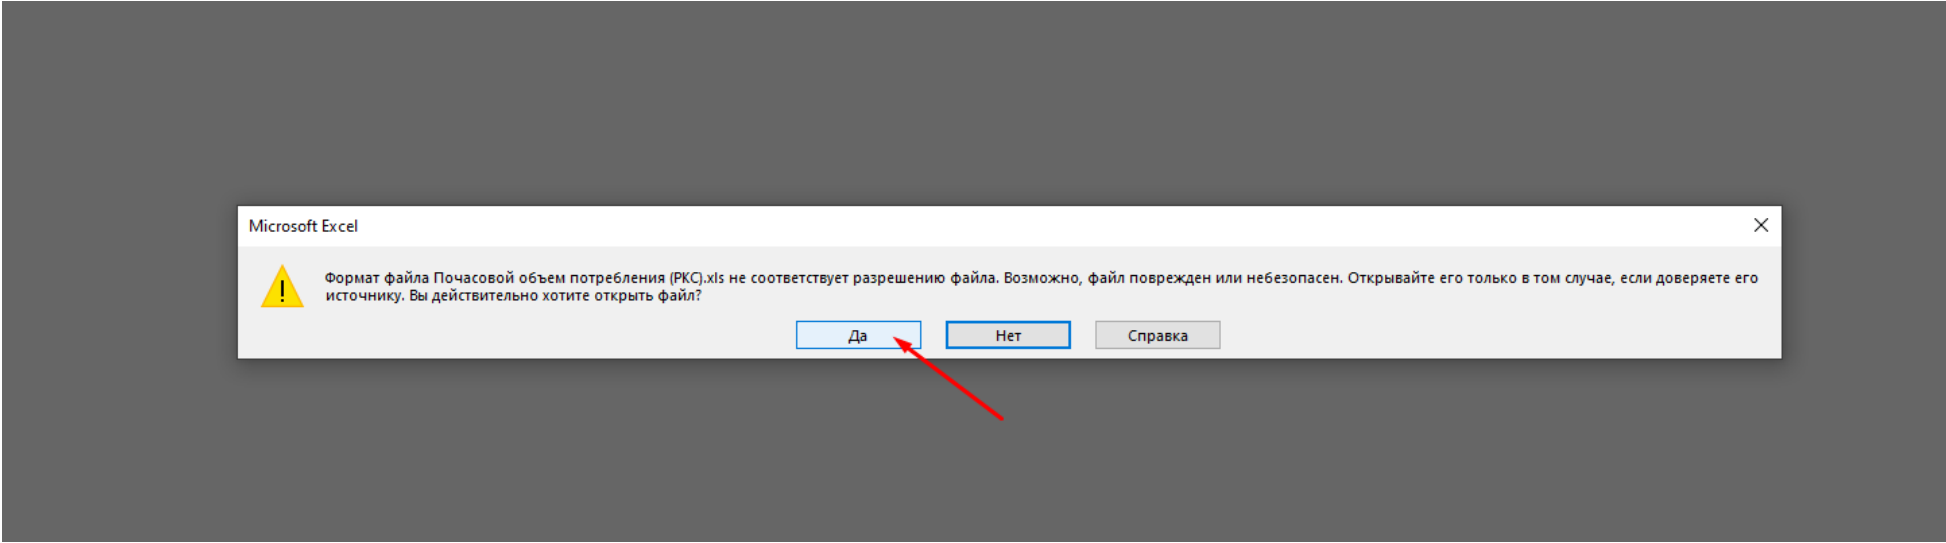 Microsoft Excel
Формат файла Почасовой объем потребления (РКС).xls не соответствует разрешению файла. Возможно, файл поврежден или небезопасен. Открывайте его только в том случае, если доверяете его
источнику. Вы действительно хотите открыть файл?
Да Нет Справка